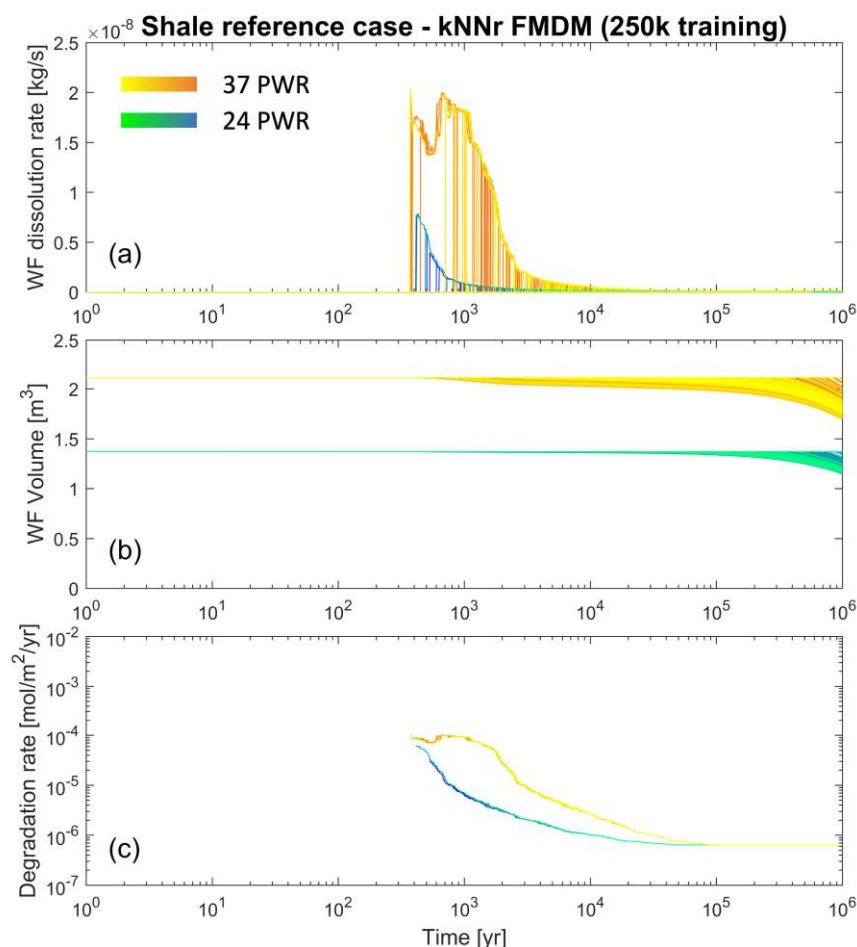 Shale reference case - kNNr FMDM (250k training)
×10⁻⁸
2.5
2
1.5
1
0.5
0
WF dissolution rate [kg/s]
37 PWR
24 PWR
(a)
10⁰ 10¹ 10² 10³ 10⁴ 10⁵ 10⁶
2.5
2
1.5
1
0.5
0
WF Volume [m³]
(b)
10⁰ 10¹ 10² 10³ 10⁴ 10⁵ 10⁶
10⁻²
10⁻³
10⁻⁴
10⁻⁵
10⁻⁶
10⁻⁷
Degradation rate [mol/m²/yr]
(c)
10⁰ 10¹ 10² 10³ 10⁴ 10⁵ 10⁶
Time [yr]